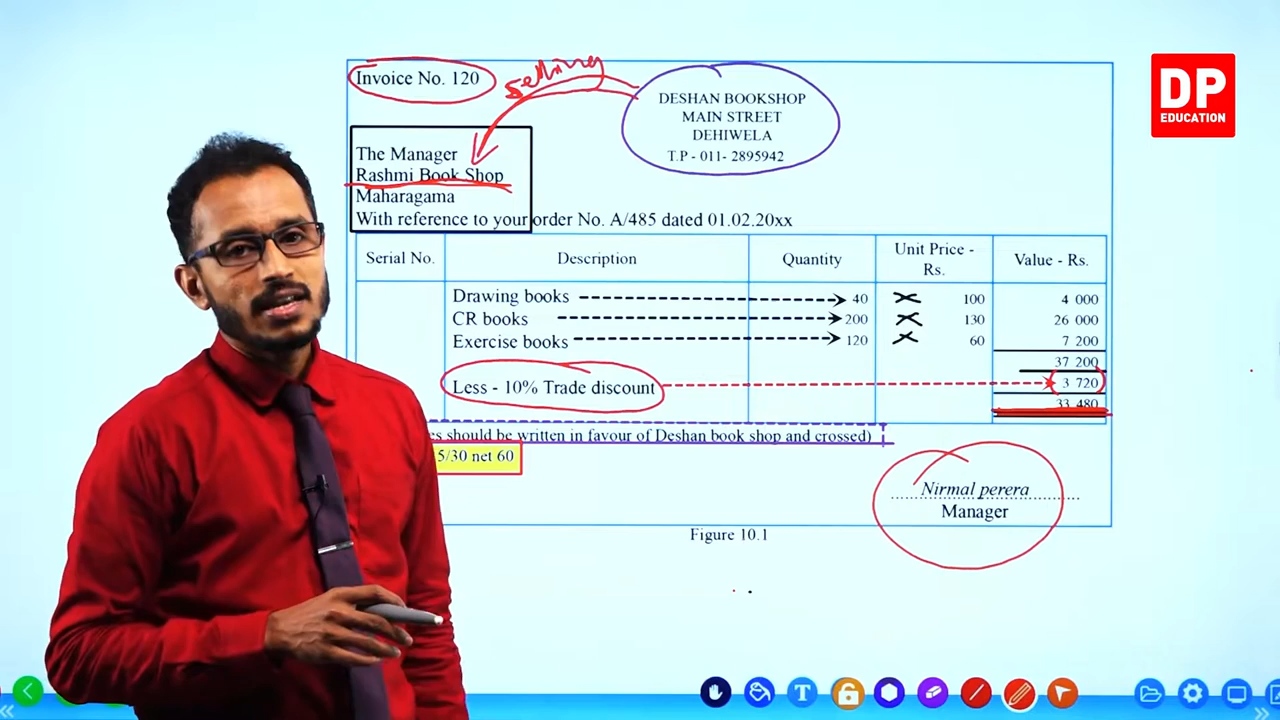 DP
EDUCATION
Invoice No. 120
selling
DESHAN BOOKSHOP
MAIN STREET
DEHIWELA
T.P - 011- 2895942
The Manager
Rashmi Book Shop
Maharagama
With reference to your order No. A/485 dated 01.02.20xx
Serial No. Description Quantity Unit Price - Rs. Value - Rs.
Drawing books 40 × 100 4 000
CR books 200 × 130 26 000
Exercise books 120 × 60 7 200
37 200
Less - 10% Trade discount 3 720
33 480
should be written in favour of Deshan book shop and crossed)
5/30 net 60
Nirmal perera
Manager
Figure 10.1
T